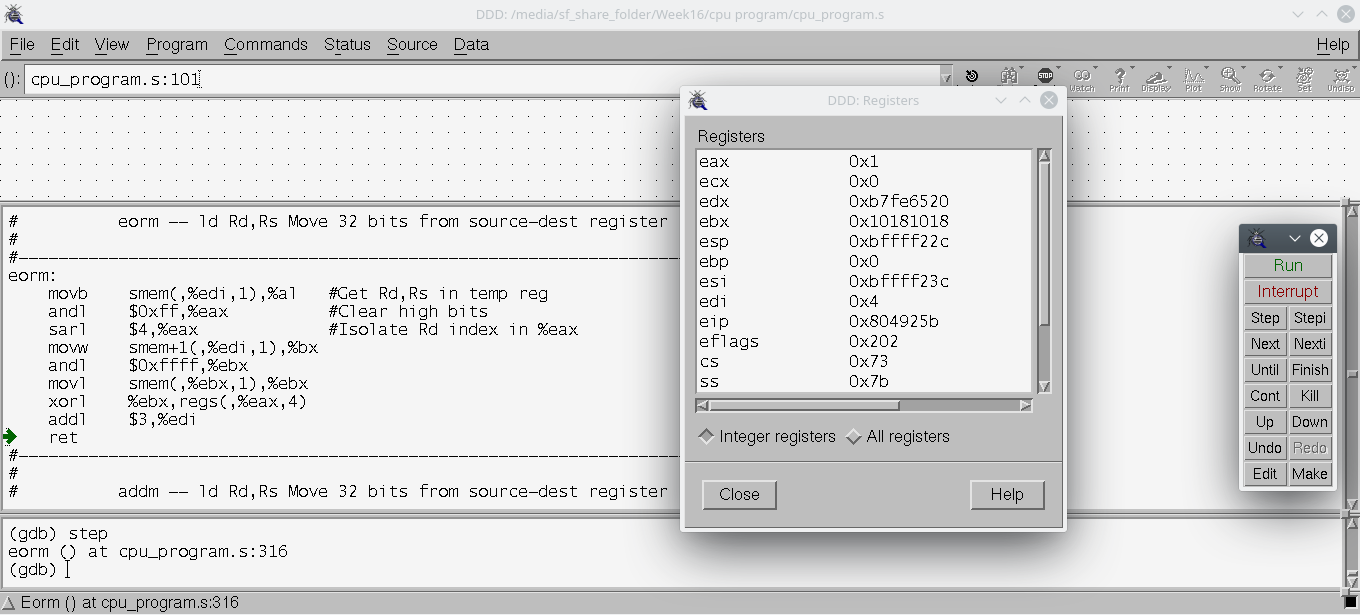 DDD: /media/sf_share_folder/Week16/cpu program/cpu_program.s
File Edit View Program Commands Status Source Data Help
(): cpu_program.s:101
STOP
Watch Print Display Plot Show Rotate Set Undisp
DDD: Registers
Registers
eax 0x1
ecx 0x0
edx 0xb7fe6520
ebx 0x10181018
esp 0xbffff22c
ebp 0x0
esi 0xbffff23c
edi 0x4
eip 0x804925b
eflags 0x202
cs 0x73
ss 0x7b
Integer registers All registers
Close Help
# eorm -- ld Rd,Rs Move 32 bits from source-dest register
#
#------------------------------------------------------------------
eorm:
movb smem(,%edi,1),%al #Get Rd,Rs in temp reg
andl $0xff,%eax #Clear high bits
sarl $4,%eax #Isolate Rd index in %eax
movw smem+1(,%edi,1),%bx
andl $0xffff,%ebx
movl smem(,%ebx,1),%ebx
xorl %ebx,regs(,%eax,4)
addl $3,%edi
ret
#------------------------------------------------------------------
#
# addm -- ld Rd,Rs Move 32 bits from source-dest register
Run
Interrupt
Step Stepi
Next Nexti
Until Finish
Cont Kill
Up Down
Undo Redo
Edit Make
(gdb) step
eorm () at cpu_program.s:316
(gdb)
Eorm () at cpu_program.s:316